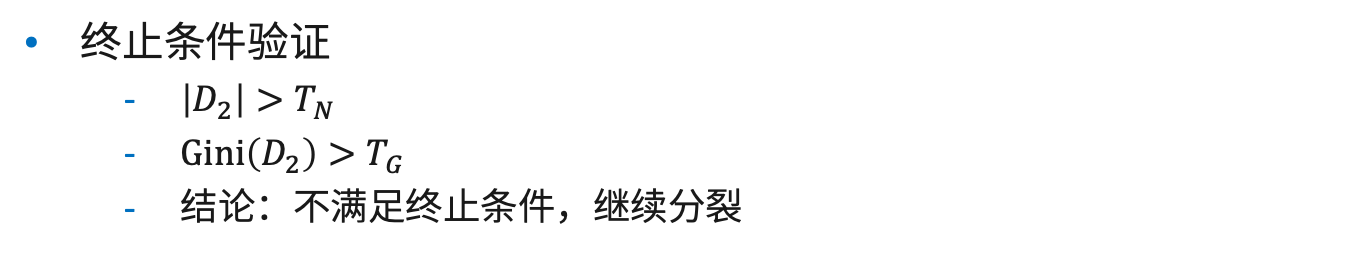 • 终止条件验证
- |D₂| > T_N
- Gini(D₂) > T_G
- 结论：不满足终止条件，继续分裂